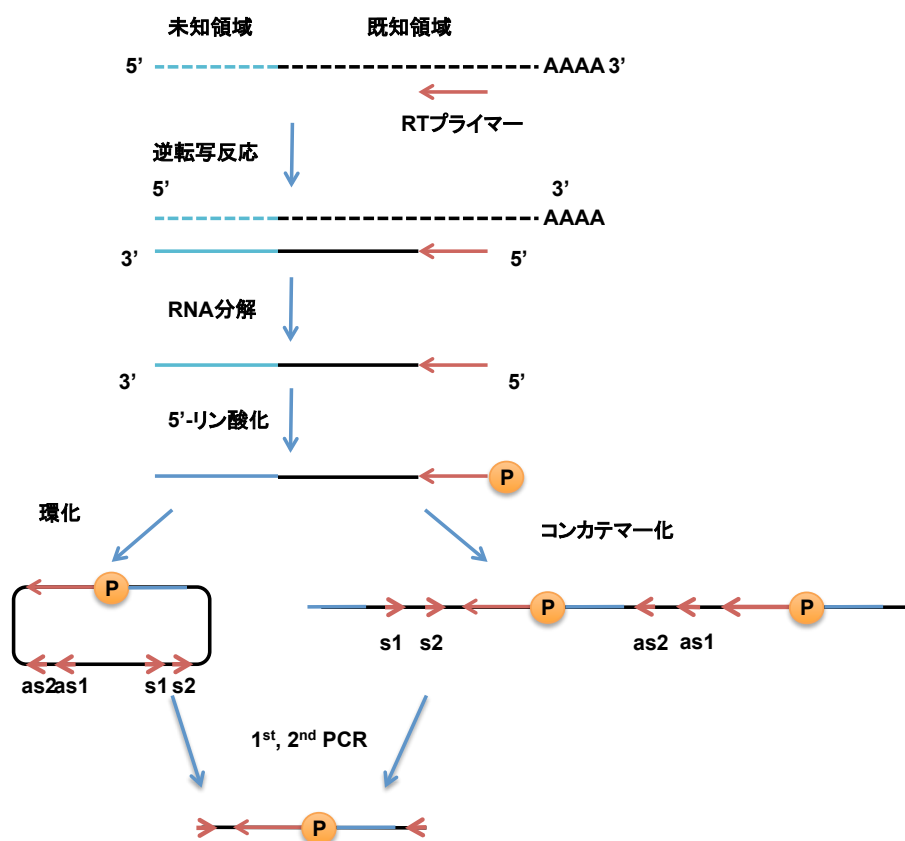 未知領域 既知領域
5’ AAAA 3’
RTプライマー
逆転写反応
5’ 3’
AAAA
3’ 5’
RNA分解
3’ 5’
5’-リン酸化
P
環化 コンカテマー化
P P P
s1 s2 as2 as1
as2 as1 s1 s2
1st, 2nd PCR
P